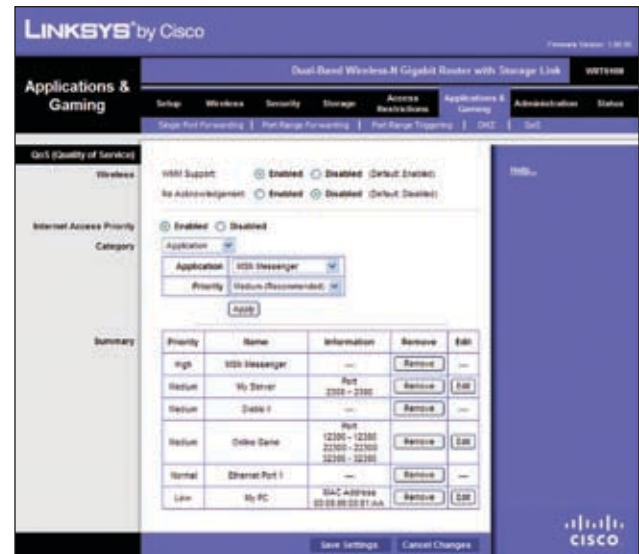 LINKSYS® by Cisco
Dual-Band Wireless-N Gigabit Router with Storage Link
Applications & Gaming
Setup Wireless Security Storage Access Restrictions Applications & Gaming Administration Status
Single Port Forwarding | Port Range Forwarding | Port Range Triggering | DMZ | QoS
QoS (Quality of Service)
Wireless
WMM Support: Enabled Disabled (Default: Enabled)
No Acknowledgement: Enabled Disabled (Default: Disabled)
Internet Access Priority
Enabled Disabled
Category
Application
Application MSN Messenger
Priority Medium (Recommended)
Apply
Summary
Priority Name Information Remove Edit
High MSN Messenger --- Remove ---
Medium My Server Port Remove Edit
Medium Diablo II --- Remove ---
Medium Online Game Port Remove Edit
Normal Ethernet Port 1 --- Remove ---
Low My PC MAC Address Remove Edit
Help...
Save Settings Cancel Changes
CISCO